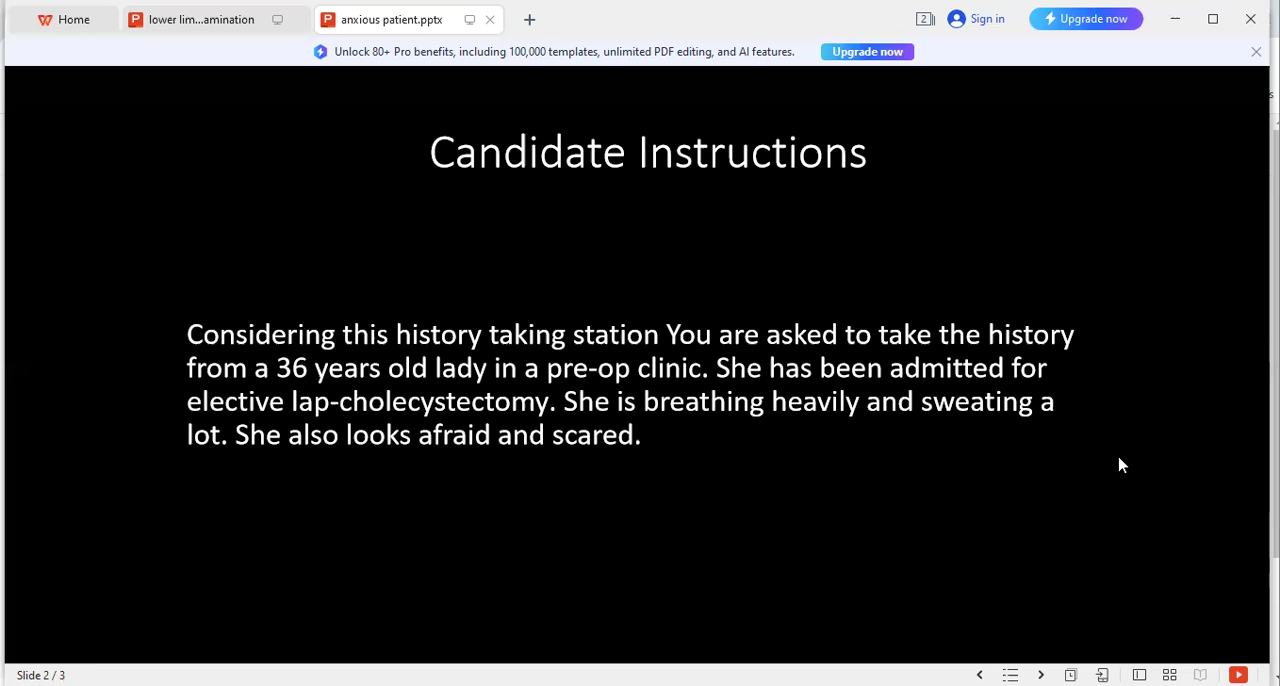 Home
lower lim...amination
anxious patient.pptx
2
Sign in
Upgrade now
Unlock 80+ Pro benefits, including 100,000 templates, unlimited PDF editing, and AI features.
Upgrade now
Candidate Instructions
Considering this history taking station You are asked to take the history
from a 36 years old lady in a pre-op clinic. She has been admitted for
elective lap-cholecystectomy. She is breathing heavily and sweating a
lot. She also looks afraid and scared.
Slide 2 / 3